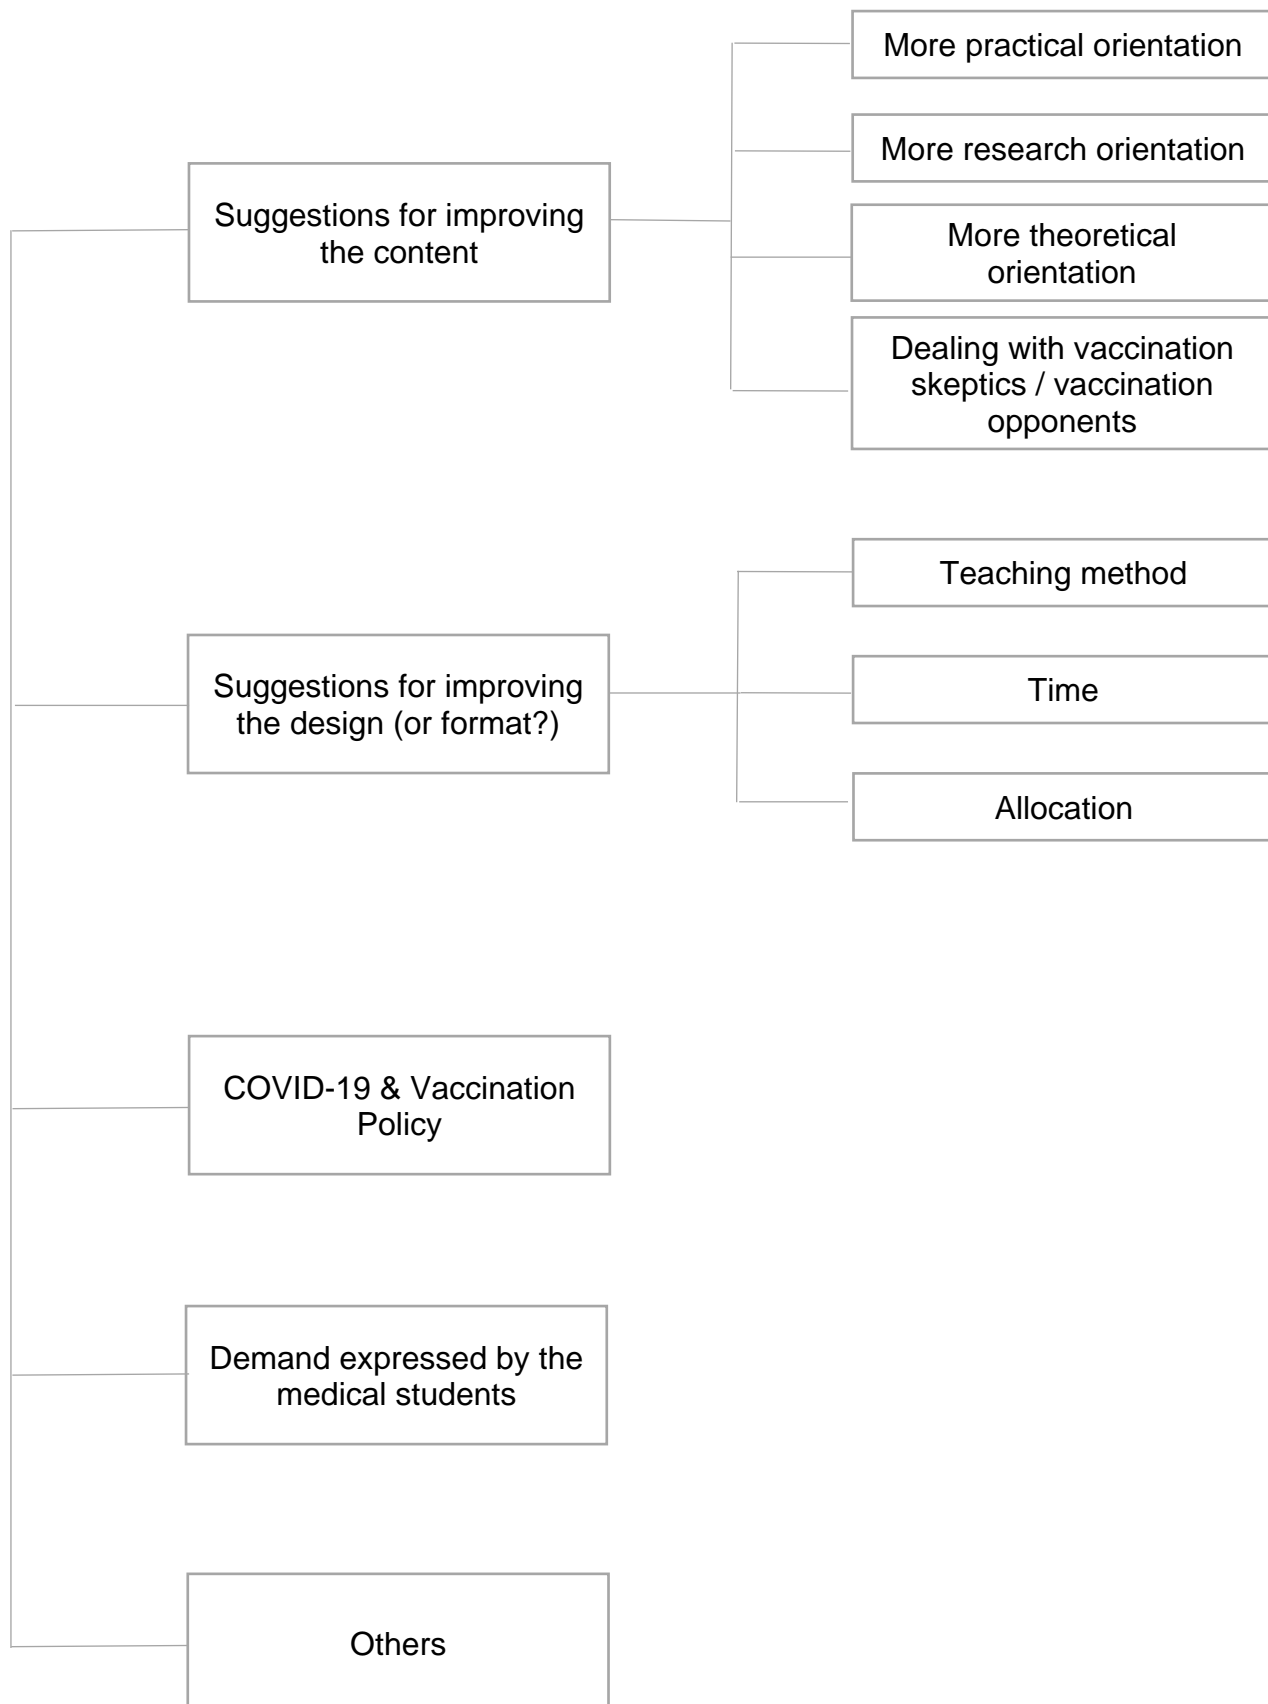 More practical orientation
More research orientation
Suggestions for improving
the content
More theoretical
orientation
Dealing with vaccination
skeptics / vaccination
opponents
Teaching method
Suggestions for improving
the design (or format?)
Time
Allocation
COVID-19 & Vaccination
Policy
Demand expressed by the
medical students
Others